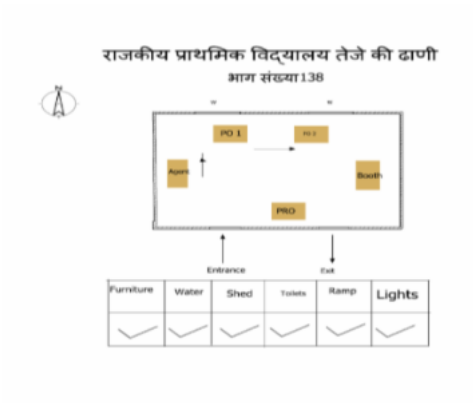 राजकीय प्राथमिक विद्यालय तेजे की ढाणी
भाग संख्या 138
N
W W
PO 1 PO 2
Agent
Booth
PRO
Entrance Exit
Furniture Water Shed Toilets Ramp Lights